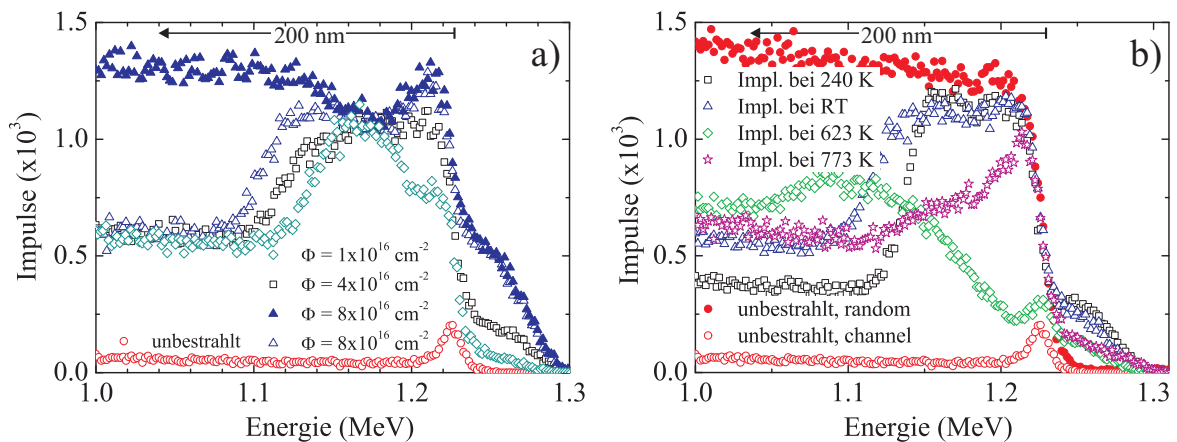 200 nm
a)
1.5
1.0
0.5
0.0
Impulse (x10³)
Φ = 1x10¹⁶ cm⁻²
Φ = 4x10¹⁶ cm⁻²
Φ = 8x10¹⁶ cm⁻²
Φ = 8x10¹⁶ cm⁻²
unbestrahlt
1.0 1.1 1.2 1.3
Energie (MeV)
200 nm
b)
1.5
1.0
0.5
0.0
Impulse (x10³)
Impl. bei 240 K
Impl. bei RT
Impl. bei 623 K
Impl. bei 773 K
unbestrahlt, random
unbestrahlt, channel
1.0 1.1 1.2 1.3
Energie (MeV)